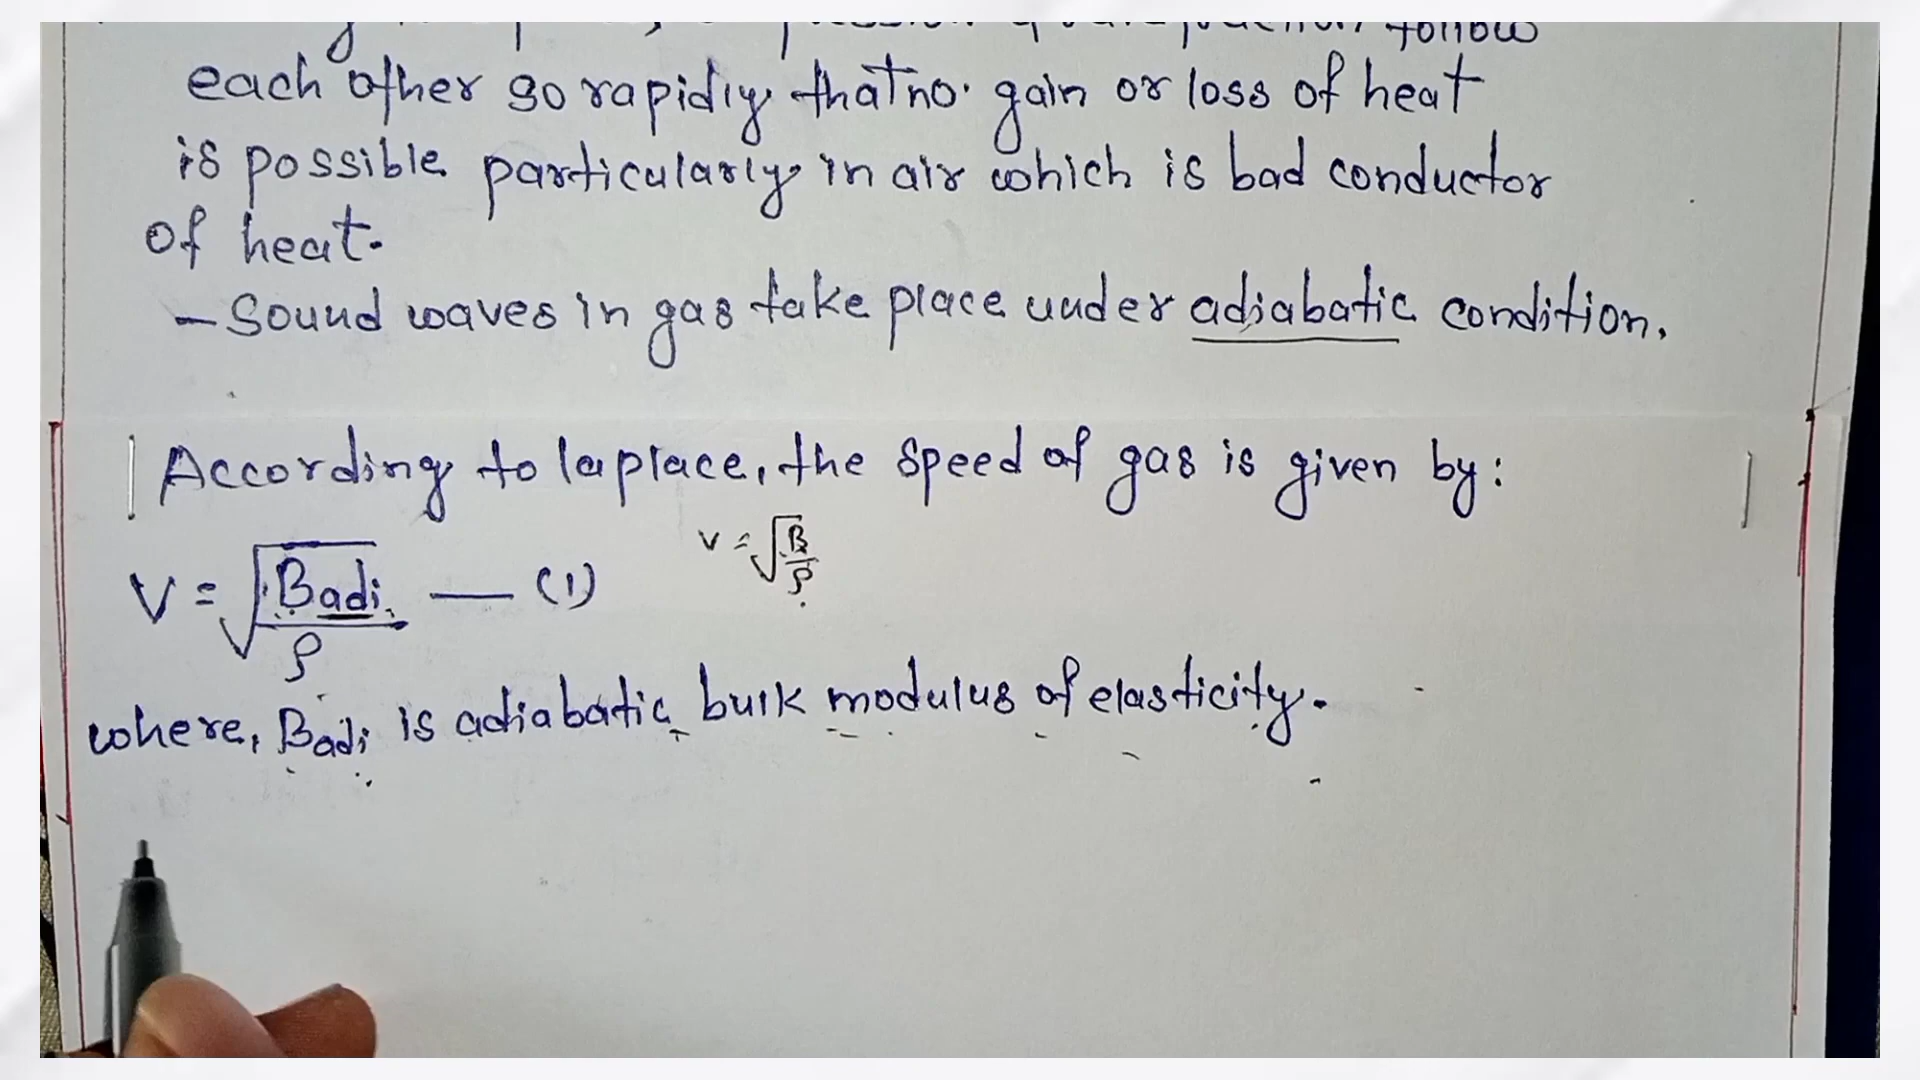 follow
each other so rapidly that no gain or loss of heat
is possible particularly in air which is bad conductor
of heat.
- Sound waves in gas take place under adiabatic condition.
According to laplace, the speed of gas is given by:
V = √(Badi/ρ) — (1)
V = √(B/ρ)
where, Badi is adiabatic bulk modulus of elasticity.